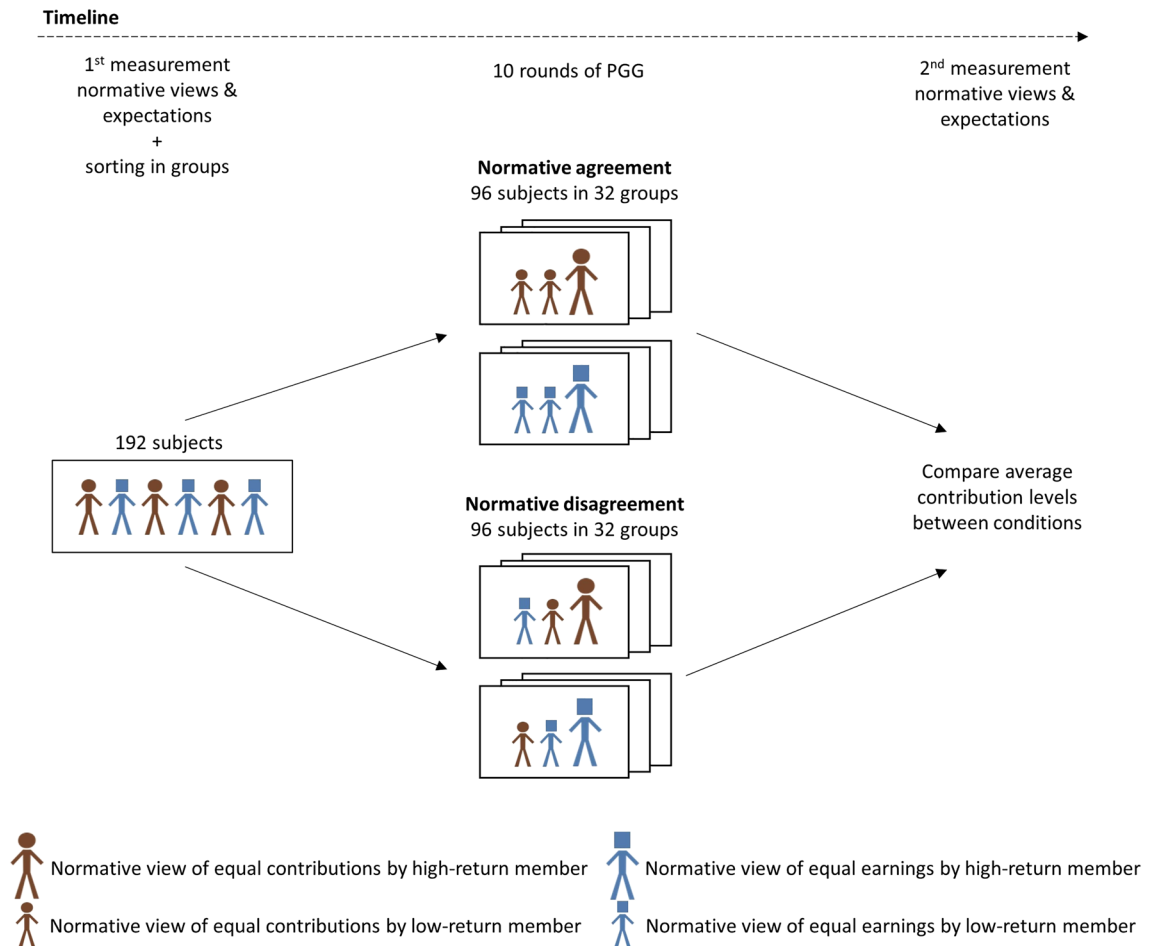 Timeline
1st measurement
normative views &
expectations
+
sorting in groups
10 rounds of PGG
2nd measurement
normative views &
expectations
Normative agreement
96 subjects in 32 groups
192 subjects
Normative disagreement
96 subjects in 32 groups
Compare average
contribution levels
between conditions
Normative view of equal contributions by high-return member
Normative view of equal earnings by high-return member
Normative view of equal contributions by low-return member
Normative view of equal earnings by low-return member